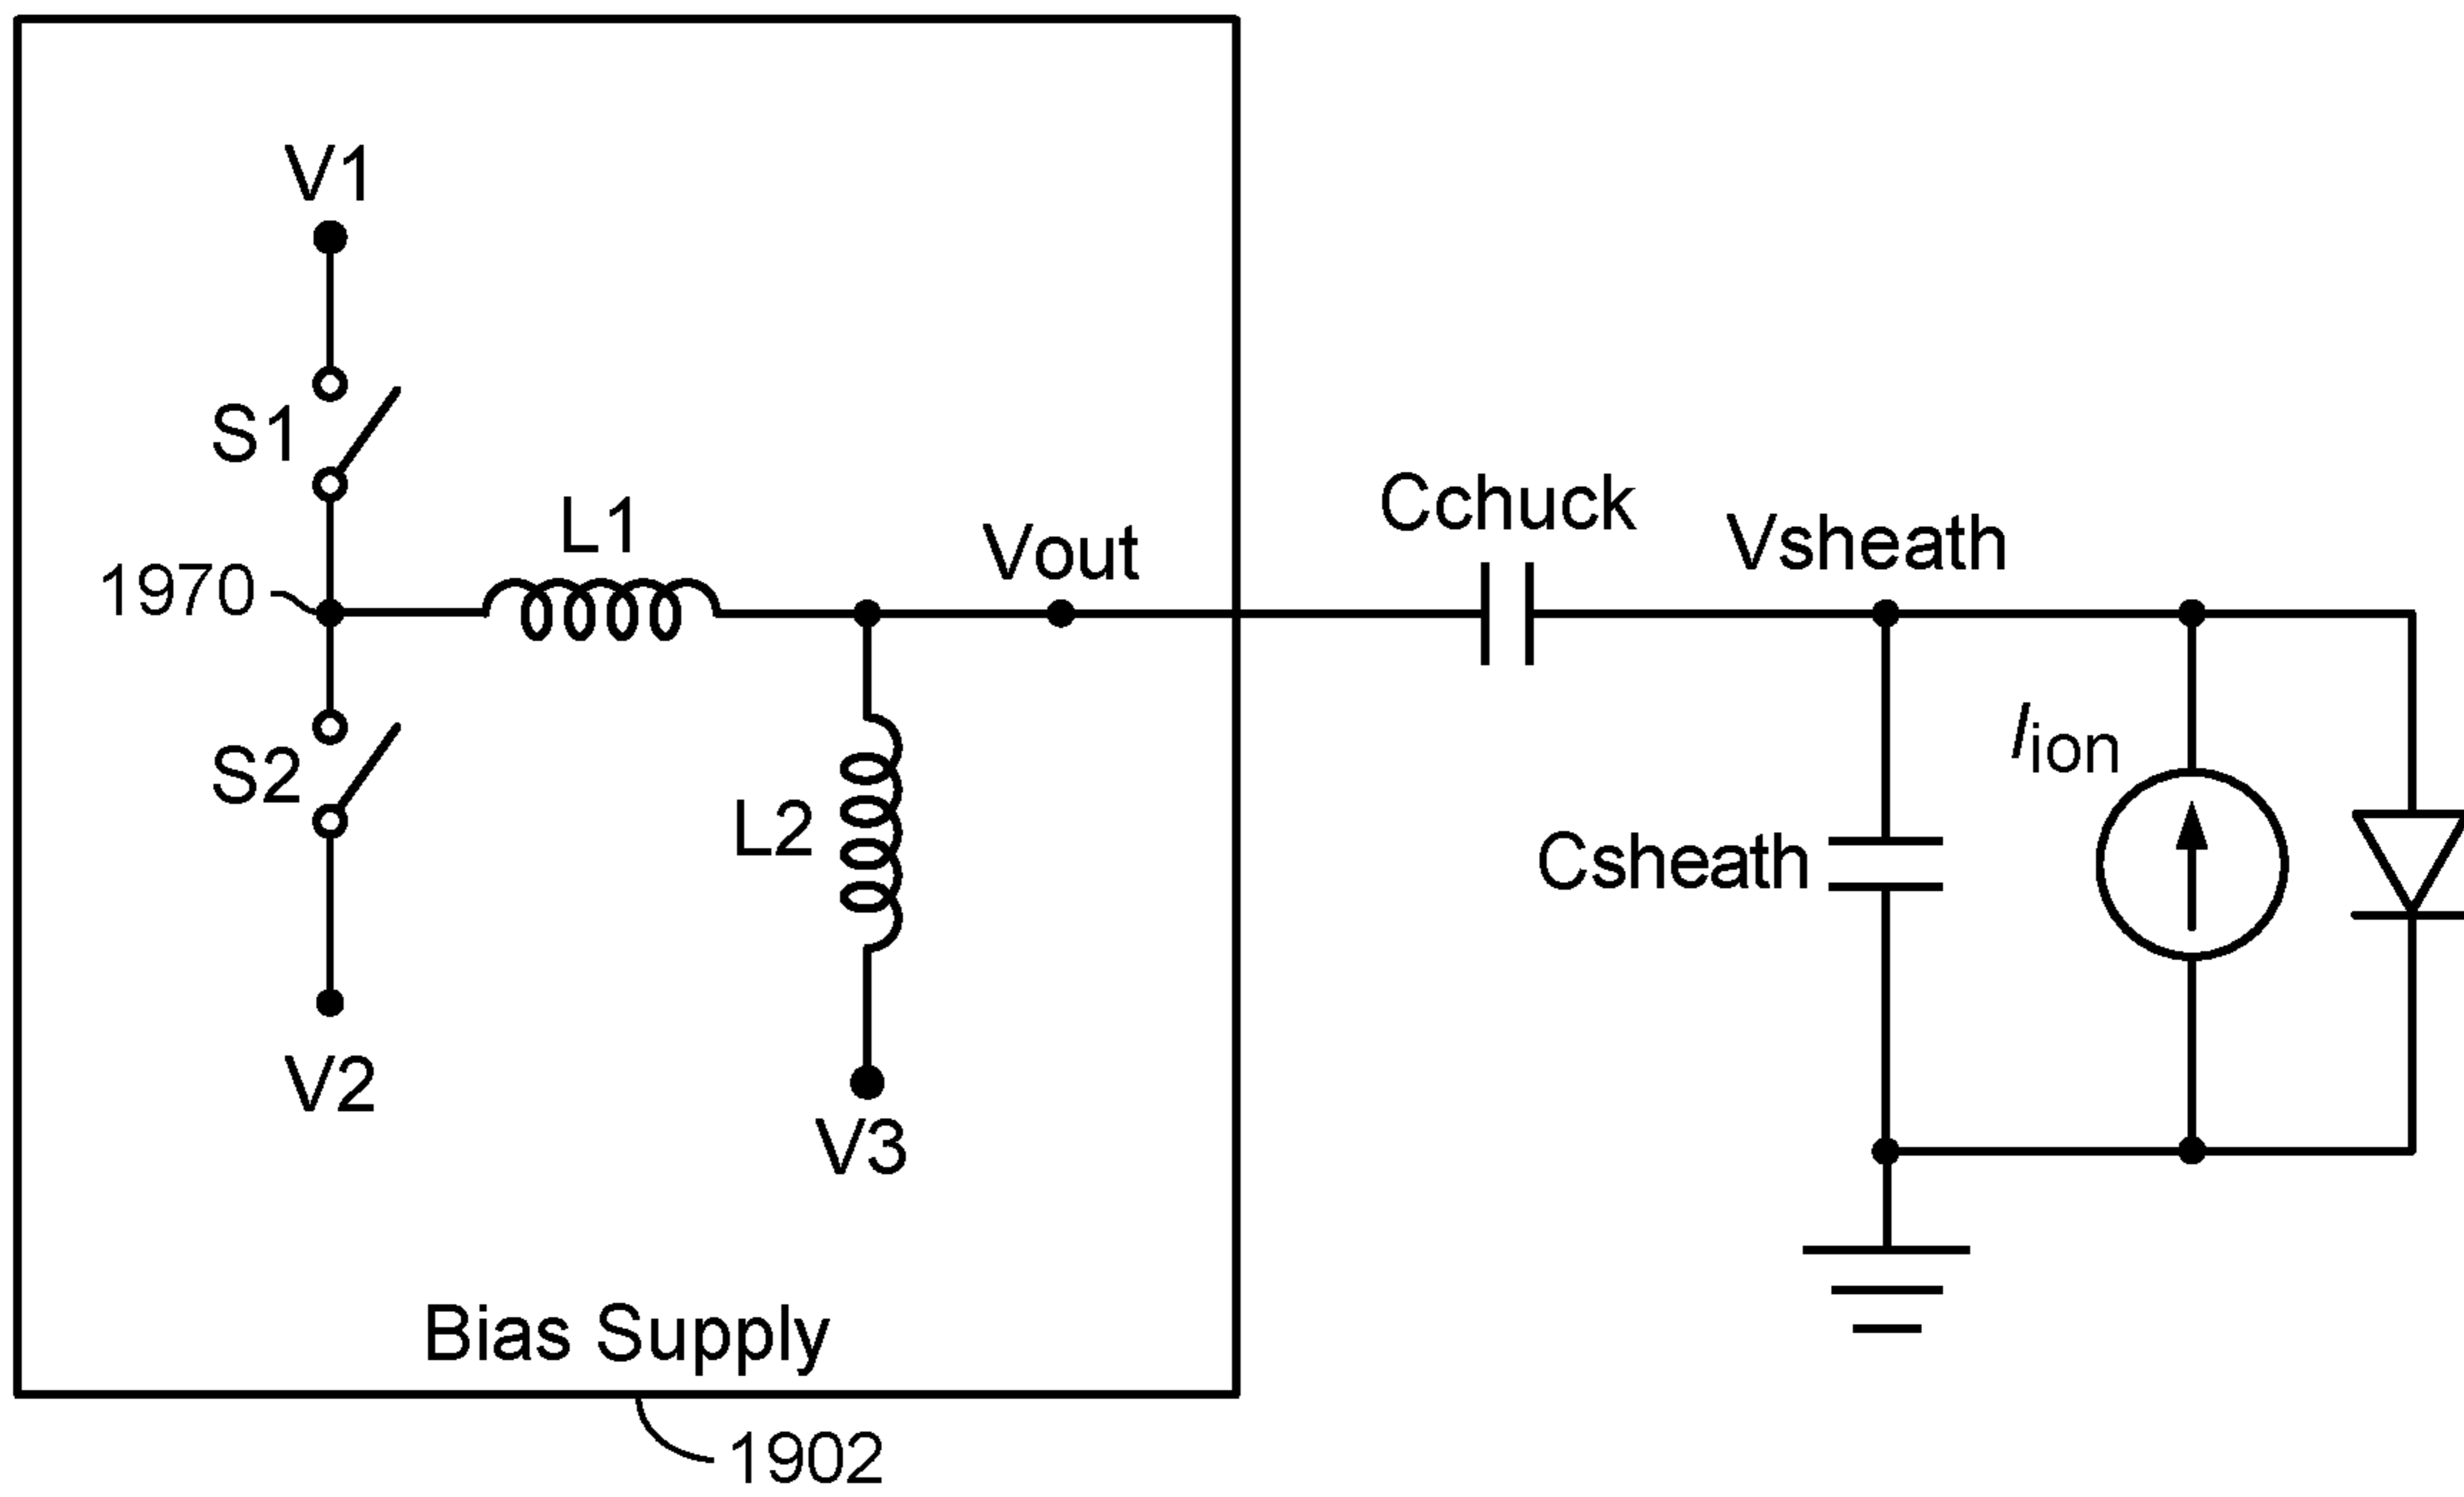 V1
S1
1970
L1
Vout
Cchuck
Vsheath
S2
L2
Iion
Csheath
V2
V3
Bias Supply
1902